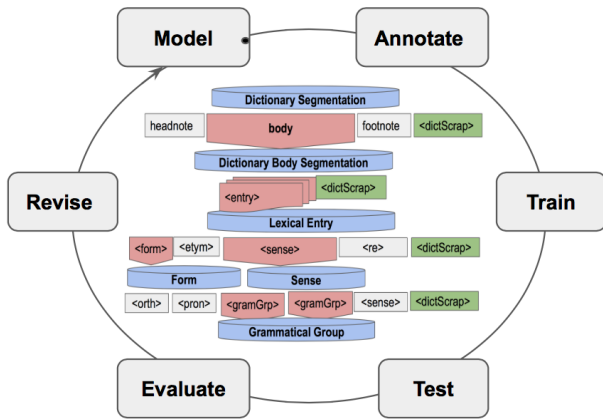 Model
Annotate
Dictionary Segmentation
headnote body footnote <dictScrap>
Dictionary Body Segmentation
<entry> <dictScrap>
Revise
Train
Lexical Entry
<form> <etym> <sense> <re> <dictScrap>
Form Sense
<orth> <pron> <gramGrp> <gramGrp> <sense> <dictScrap>
Grammatical Group
Evaluate
Test